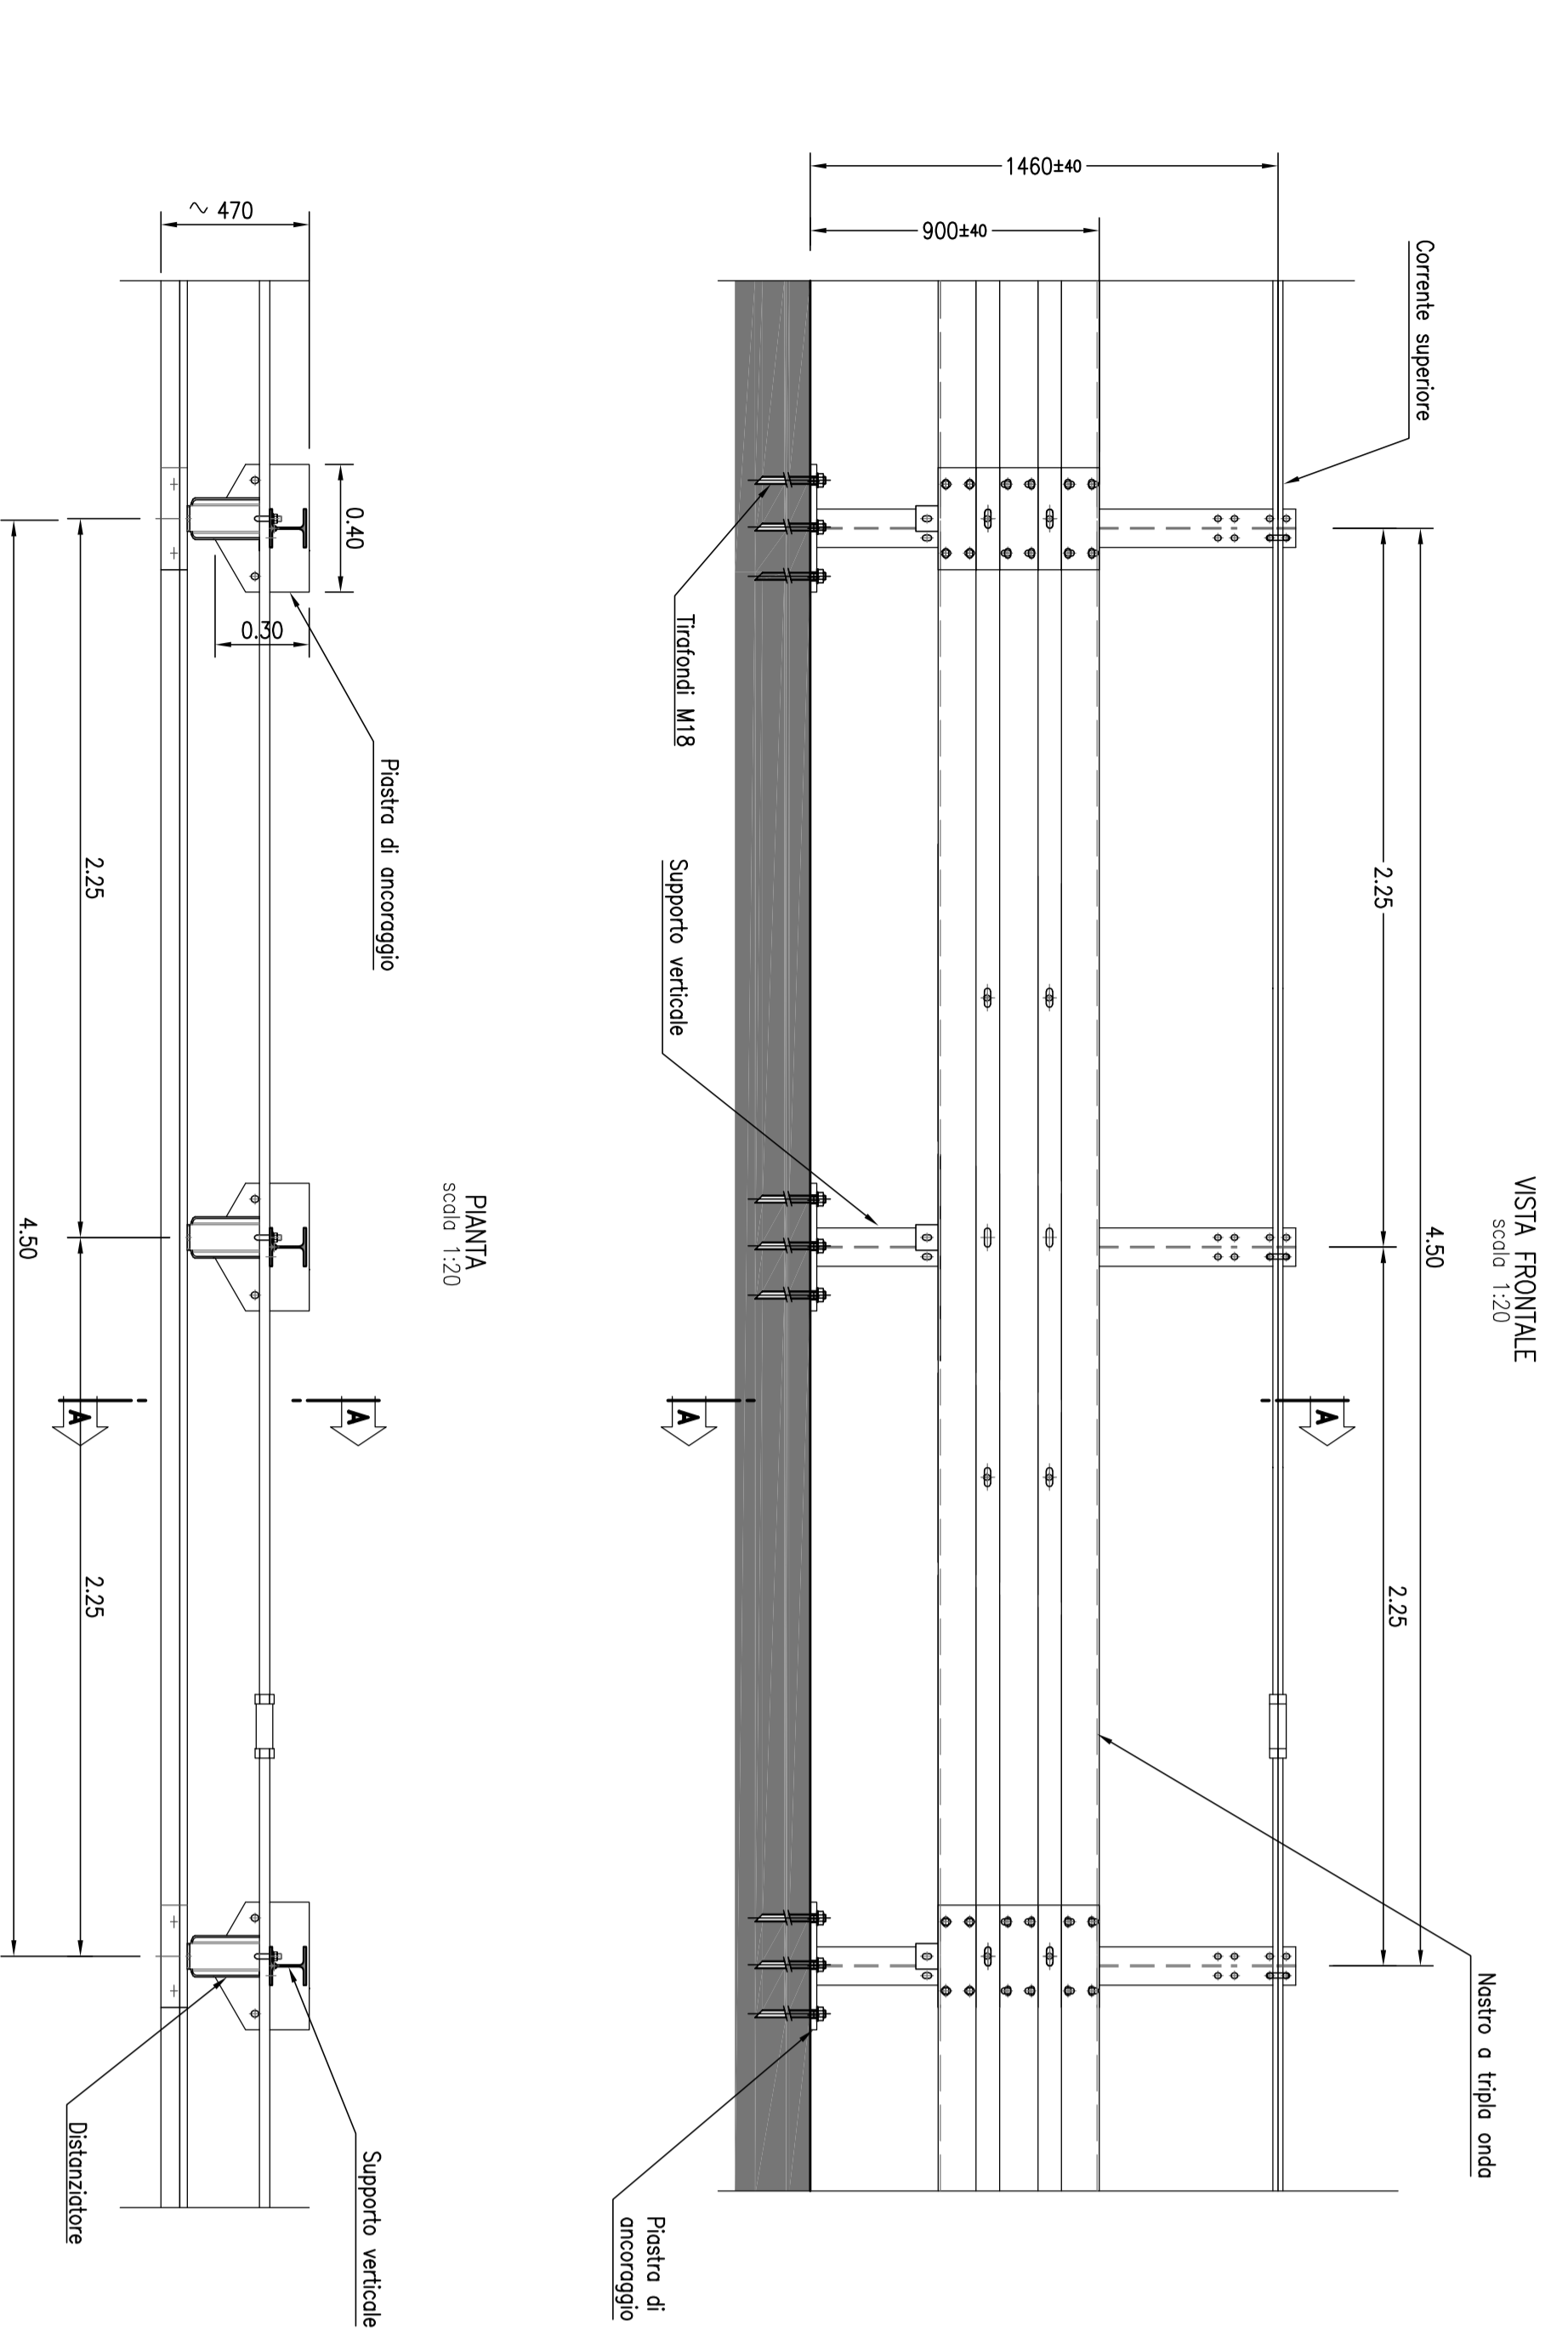 VISTA FRONTALE
scala 1:20
4.50
2.25
2.25
Corrente superiore
Nastro a tripla onda
1460±40
900±40
A
A
Tirafondi M18
Supporto verticale
Piastra di
ancoraggio
PIANTA
scala 1:20
Piastra di ancoraggio
0.40
0.30
~ 470
A
A
Supporto verticale
Distanziatore
2.25
2.25
4.50